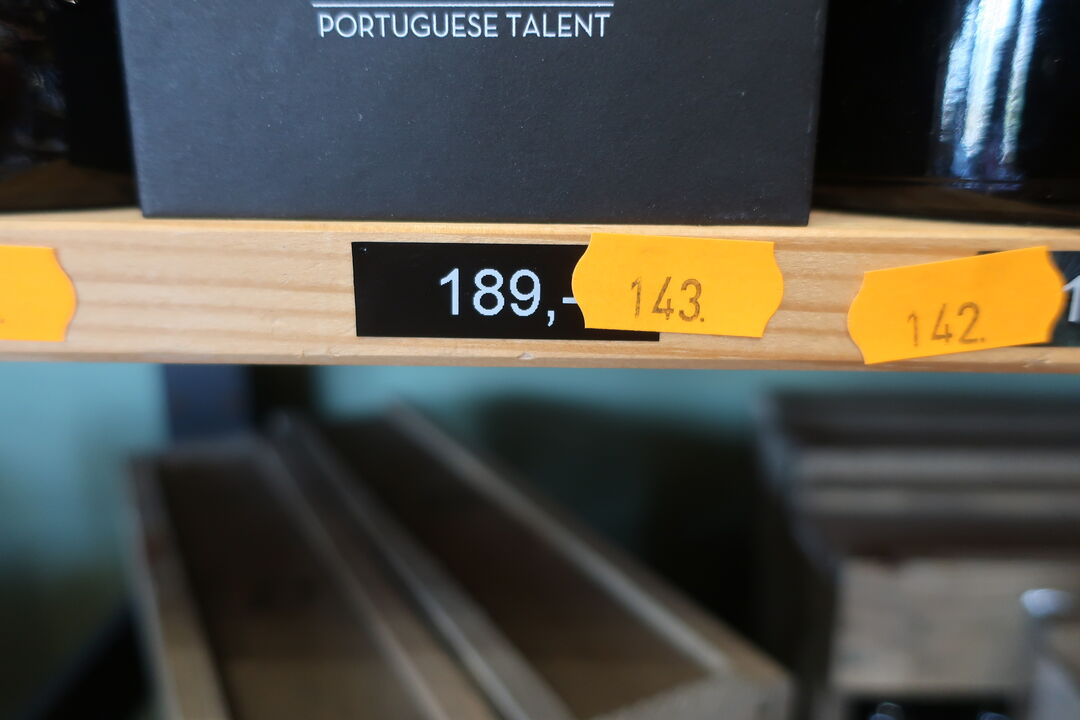 PORTUGUESE TALENT
189,-
143.
142.